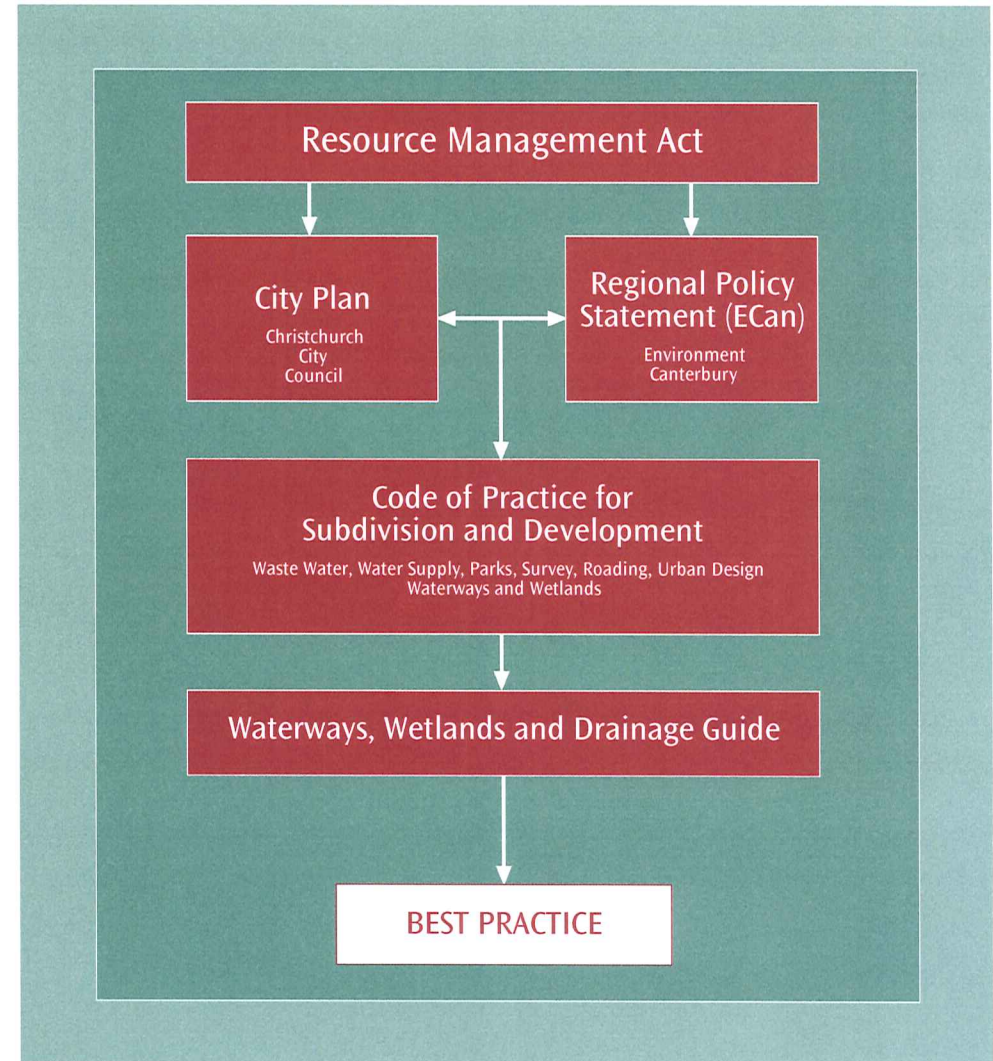 Resource Management Act
City Plan
Christchurch
City
Council
Regional Policy
Statement (ECan)
Environment
Canterbury
Code of Practice for
Subdivision and Development
Waste Water, Water Supply, Parks, Survey, Roading, Urban Design
Waterways and Wetlands
Waterways, Wetlands and Drainage Guide
BEST PRACTICE